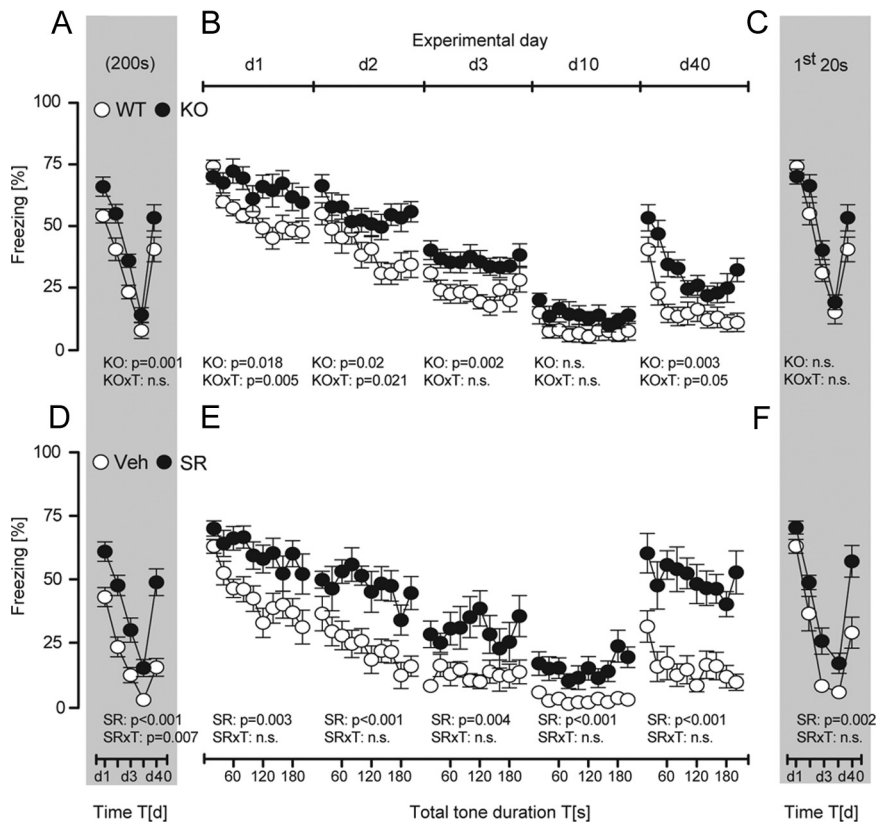 A B C
Experimental day
(200s) d1 d2 d3 d10 d40 1st 20s
WT KO
Freezing [%]
100
75
50
25
0
KO: p=0.001 KO: p=0.018 KO: p=0.02 KO: p=0.002 KO: n.s. KO: p=0.003 KO: n.s.
KOxT: n.s. KOxT: p=0.005 KOxT: p=0.021 KOxT: n.s. KOxT: n.s. KOxT: p=0.05 KOxT: n.s.
D E F
Veh SR
Freezing [%]
100
75
50
25
0
SR: p<0.001 SR: p=0.003 SR: p<0.001 SR: p=0.004 SR: p<0.001 SR: p<0.001 SR: p=0.002
SRxT: p=0.007 SRxT: n.s. SRxT: n.s. SRxT: n.s. SRxT: n.s. SRxT: n.s. SRxT: n.s.
d1 d3 d40 60 120 180 60 120 180 60 120 180 60 120 180 60 120 180 d1 d3 d40
Time T[d] Total tone duration T[s] Time T[d]